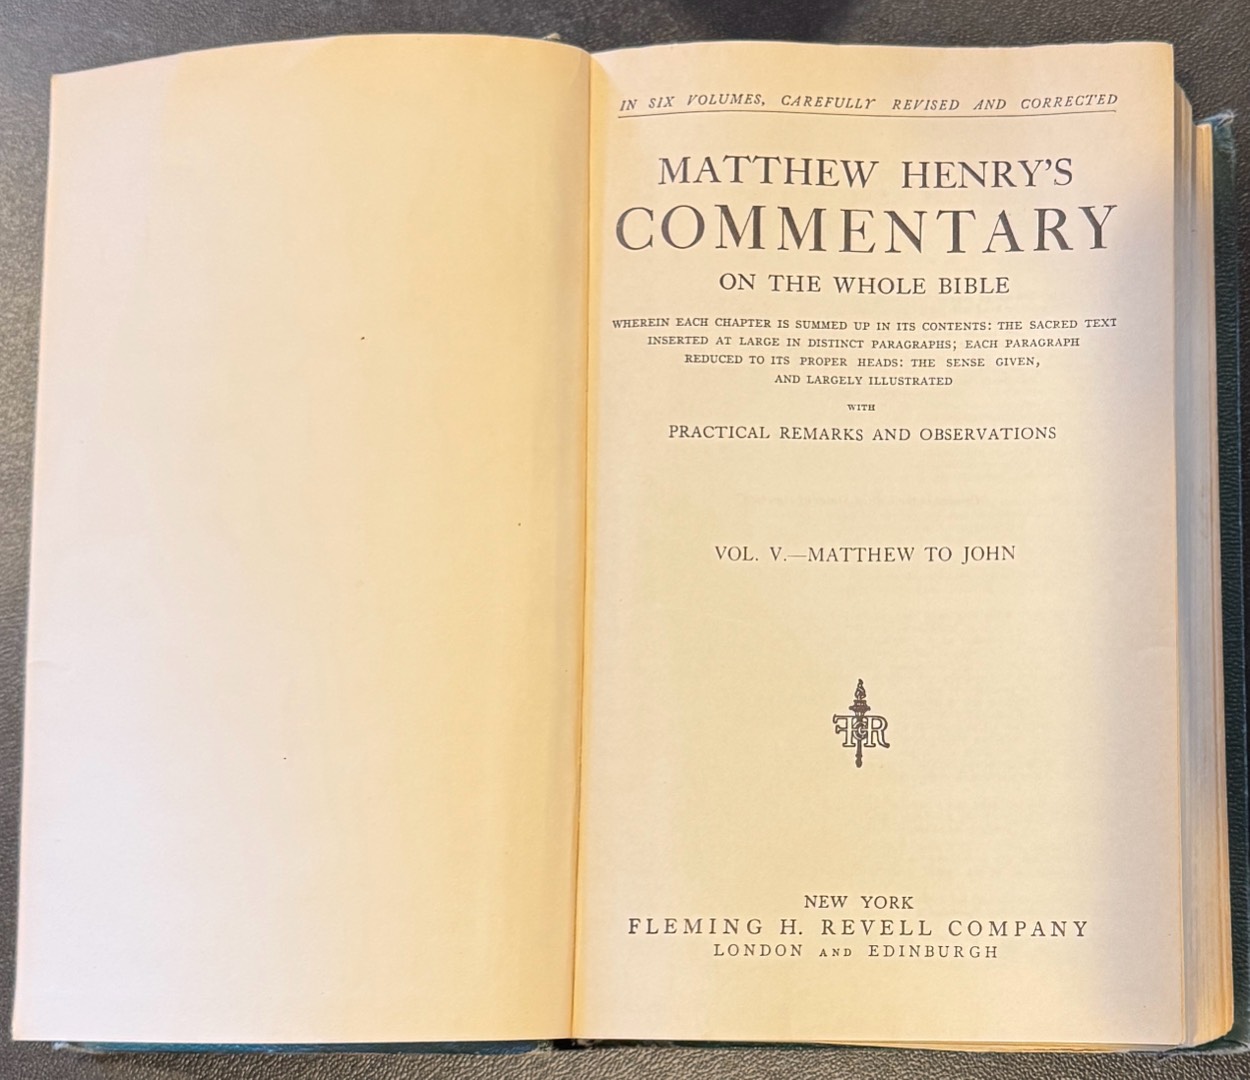 IN SIX VOLUMES, CAREFULLY REVISED AND CORRECTED
MATTHEW HENRY'S
COMMENTARY
ON THE WHOLE BIBLE
WHEREIN EACH CHAPTER IS SUMMED UP IN ITS CONTENTS: THE SACRED TEXT
INSERTED AT LARGE IN DISTINCT PARAGRAPHS; EACH PARAGRAPH
REDUCED TO ITS PROPER HEADS: THE SENSE GIVEN,
AND LARGELY ILLUSTRATED
WITH
PRACTICAL REMARKS AND OBSERVATIONS
VOL. V.—MATTHEW TO JOHN
FHR
NEW YORK
FLEMING H. REVELL COMPANY
LONDON AND EDINBURGH